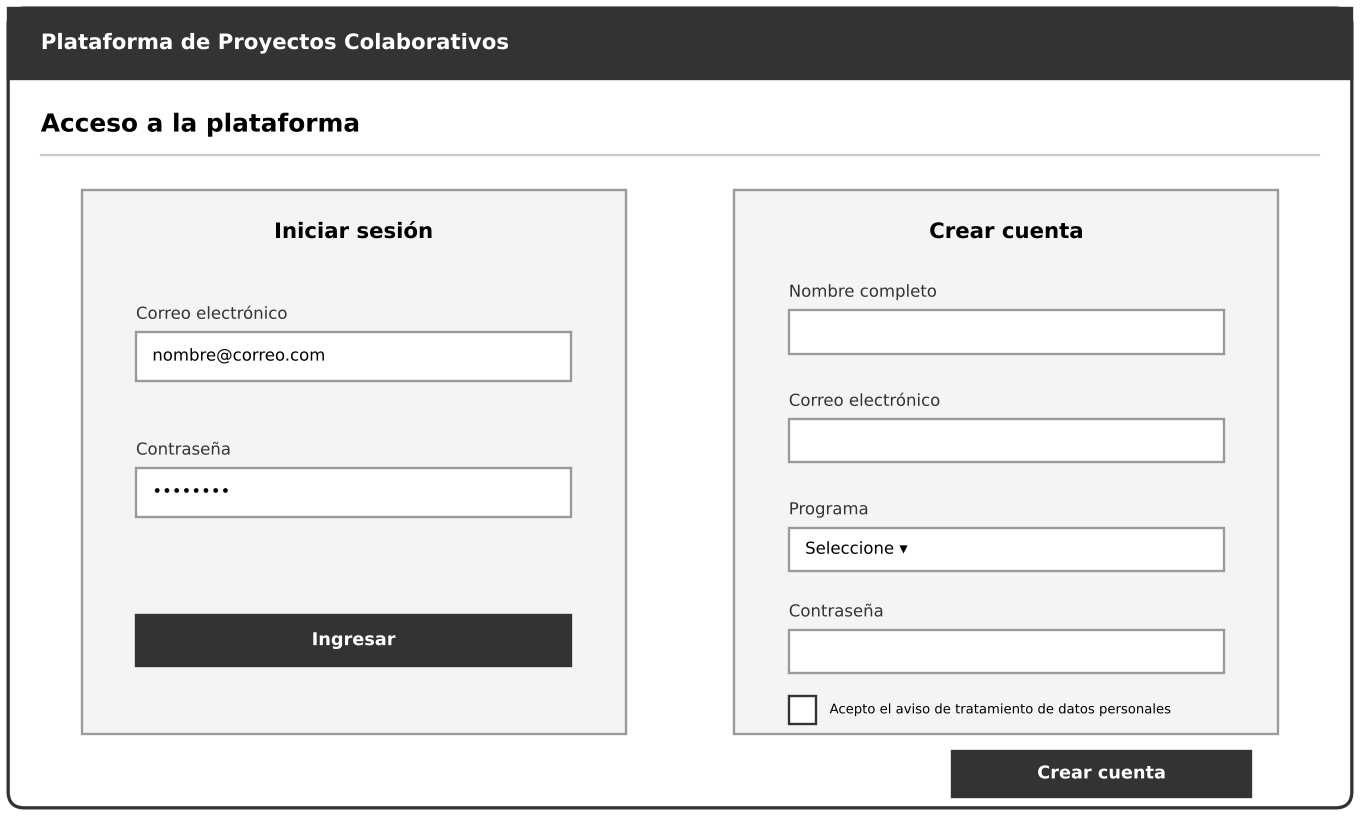 Plataforma de Proyectos Colaborativos
Acceso a la plataforma
Iniciar sesión
Correo electrónico
nombre@correo.com
Contraseña
••••••••
Ingresar
Crear cuenta
Nombre completo
Correo electrónico
Programa
Seleccione ▾
Contraseña
Acepto el aviso de tratamiento de datos personales
Crear cuenta